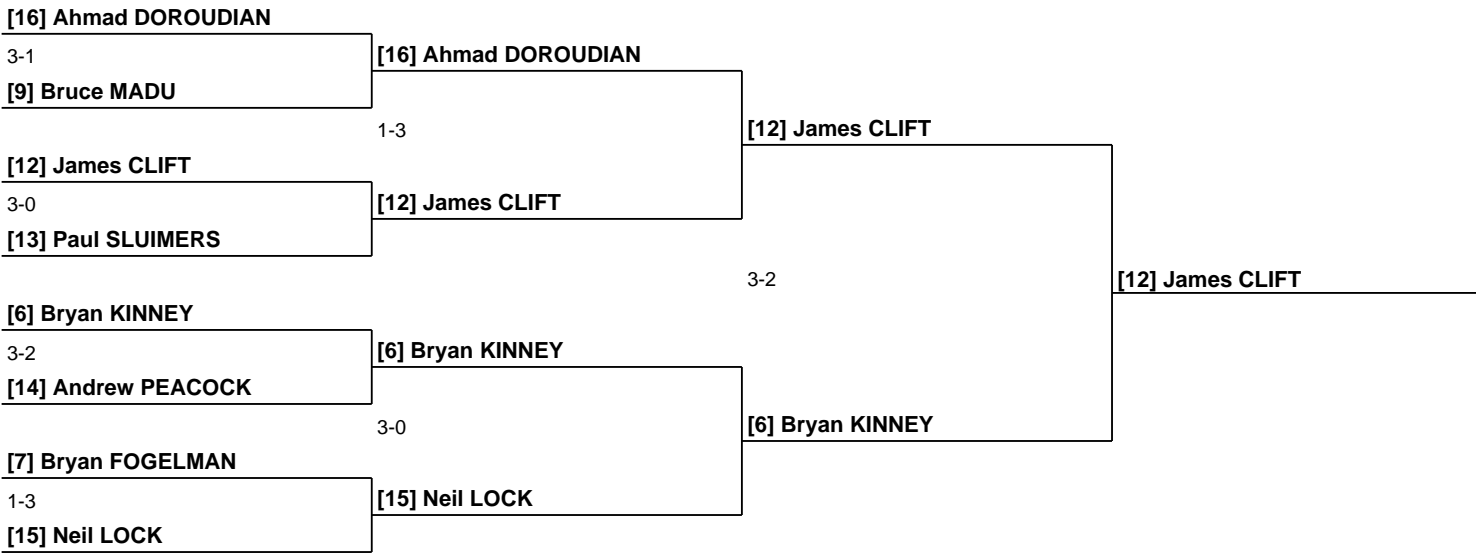 [16] Ahmad DOROUDIAN
3-1
[16] Ahmad DOROUDIAN
[9] Bruce MADU
1-3
[12] James CLIFT
[12] James CLIFT
3-0
[12] James CLIFT
[13] Paul SLUIMERS
3-2
[12] James CLIFT
[6] Bryan KINNEY
3-2
[6] Bryan KINNEY
[14] Andrew PEACOCK
3-0
[6] Bryan KINNEY
[7] Bryan FOGELMAN
1-3
[15] Neil LOCK
[15] Neil LOCK